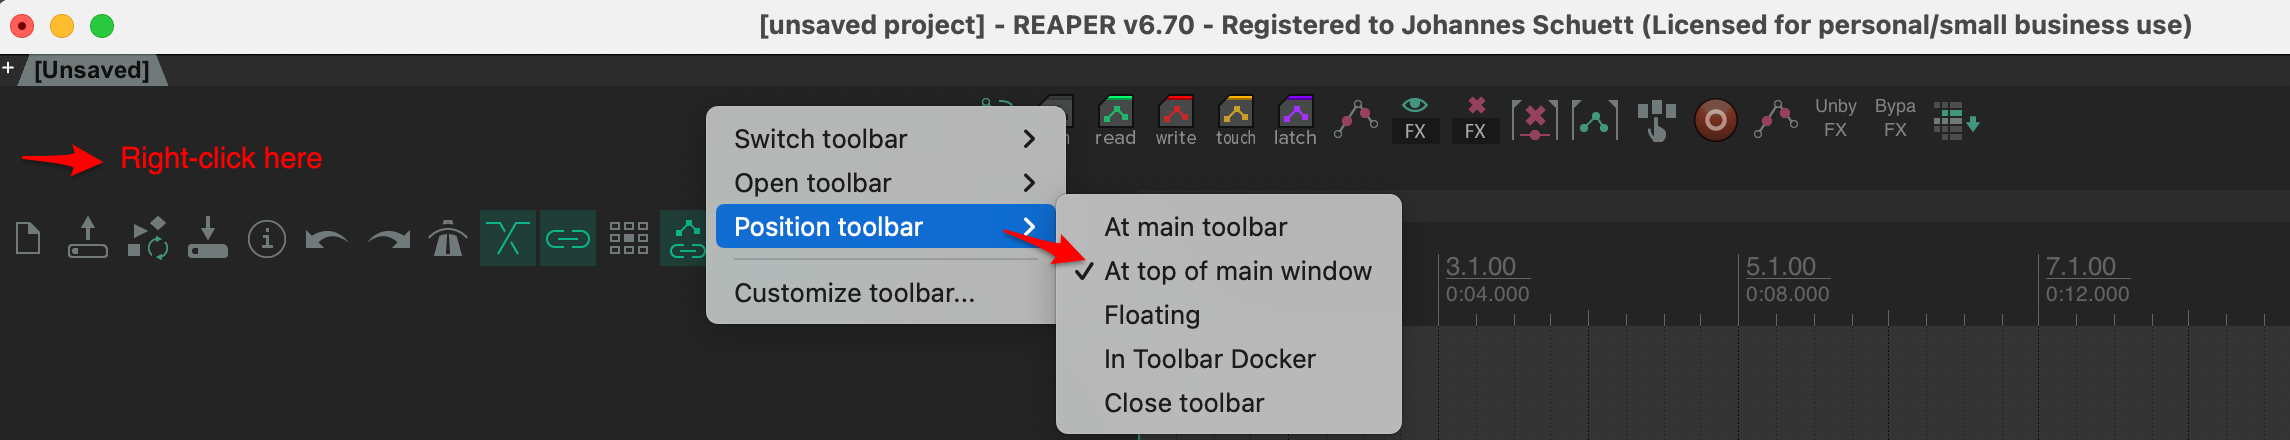 [unsaved project] - REAPER v6.70 - Registered to Johannes Schuett (Licensed for personal/small business use)
+ [Unsaved]
read write touch latch FX FX Unby FX Bypa FX
Right-click here
Switch toolbar
Open toolbar
Position toolbar
Customize toolbar...
At main toolbar
At top of main window
Floating
In Toolbar Docker
Close toolbar
3.1.00 5.1.00 7.1.00
0:04.000 0:08.000 0:12.000